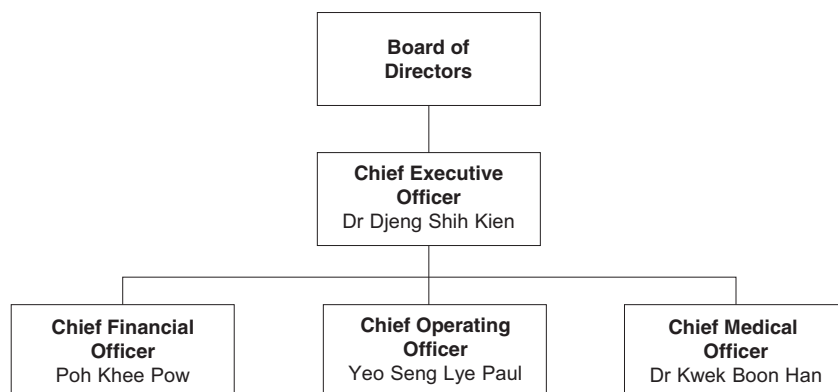 Board of
Directors
Chief Executive
Officer
Dr Djeng Shih Kien
Chief Financial
Officer
Poh Khee Pow
Chief Operating
Officer
Yeo Seng Lye Paul
Chief Medical
Officer
Dr Kwek Boon Han